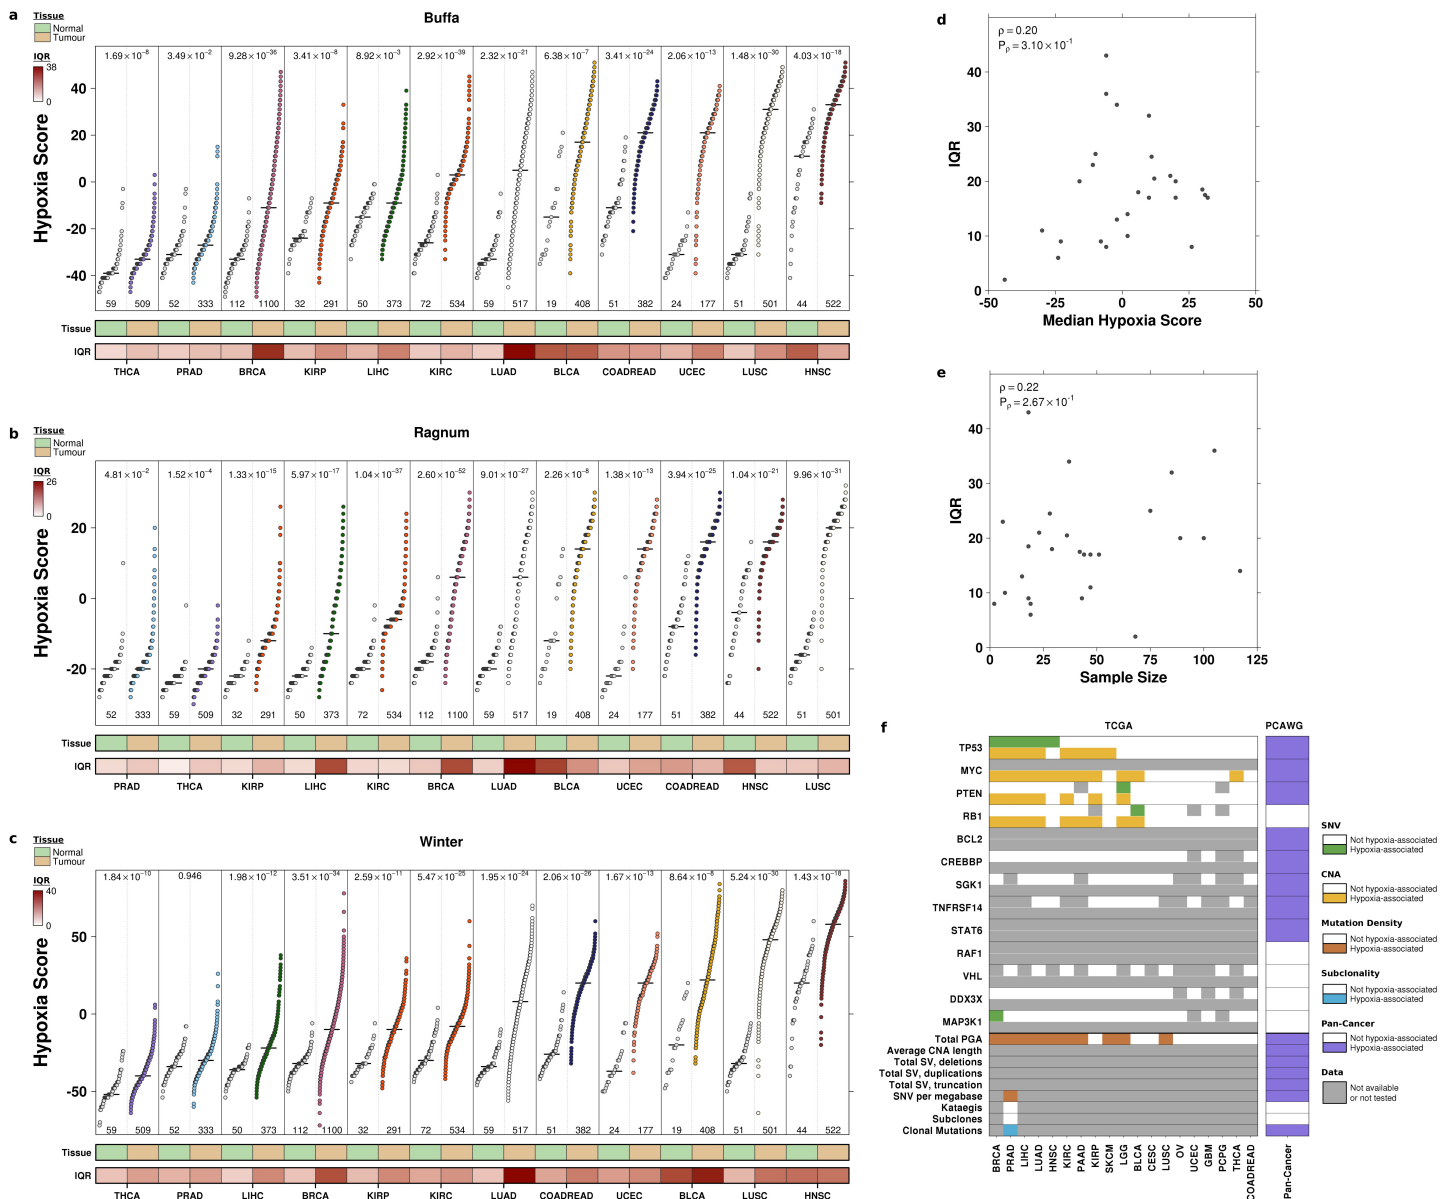 a
Tissue
Normal
Tumour
IQR
38
0
Buffa
Hypoxia Score
40
20
0
-20
-40
1.69×10⁻⁸ 3.49×10⁻² 9.28×10⁻³⁶ 3.41×10⁻⁸ 8.92×10⁻³ 2.92×10⁻³⁹ 2.32×10⁻²¹ 6.38×10⁻⁷ 3.41×10⁻²⁴ 2.06×10⁻¹³ 1.48×10⁻³⁰ 4.03×10⁻¹⁸
59 509 52 333 112 1100 32 291 50 373 72 534 59 517 19 408 51 382 24 177 51 501 44 522
Tissue
IQR
THCA PRAD BRCA KIRP LIHC KIRC LUAD BLCA COADREAD UCEC LUSC HNSC
b
Tissue
Normal
Tumour
IQR
26
0
Ragnum
Hypoxia Score
20
0
-20
4.81×10⁻² 1.52×10⁻⁴ 1.33×10⁻¹⁵ 5.97×10⁻¹⁷ 1.04×10⁻³⁷ 2.60×10⁻⁵² 9.01×10⁻²⁷ 2.26×10⁻⁸ 1.38×10⁻¹³ 3.94×10⁻²⁵ 1.04×10⁻²¹ 9.96×10⁻³¹
52 333 59 509 32 291 50 373 72 534 112 1100 59 517 19 408 24 177 51 382 44 522 51 501
Tissue
IQR
PRAD THCA KIRP LIHC KIRC BRCA LUAD BLCA UCEC COADREAD HNSC LUSC
c
Tissue
Normal
Tumour
IQR
40
0
Winter
Hypoxia Score
50
0
-50
1.84×10⁻¹⁰ 0.946 1.98×10⁻¹² 3.51×10⁻³⁴ 2.59×10⁻¹¹ 5.47×10⁻²⁵ 1.95×10⁻²⁴ 2.06×10⁻²⁶ 1.67×10⁻¹³ 8.64×10⁻⁸ 5.24×10⁻³⁰ 1.43×10⁻¹⁸
59 509 52 333 50 373 112 1100 32 291 72 534 59 517 51 382 24 177 19 408 51 501 44 522
Tissue
IQR
THCA PRAD LIHC BRCA KIRP KIRC LUAD COADREAD UCEC BLCA LUSC HNSC
d
ρ=0.20
Pρ=3.10×10⁻¹
IQR
40
30
20
10
0
-50 -25 0 25 50
Median Hypoxia Score
e
ρ=0.22
Pρ=2.67×10⁻¹
IQR
40
30
20
10
0
0 25 50 75 100 125
Sample Size
f
TCGA PCAWG
TP53
MYC
PTEN
RB1
BCL2
CREBBP
SGK1
TNFRSF14
STAT6
RAF1
VHL
DDX3X
MAP3K1
Total PGA
Average CNA length
Total SV, deletions
Total SV, duplications
Total SV, truncation
SNV per megabase
Kataegis
Subclones
Clonal Mutations
BRCA PRAD LIHC LUAD HNSC KIRC PAAD KIRP SKCM LGG BLCA CESC LUSC OV UCEC GBM PCPG THCA COADREAD Pan-Cancer
SNV
Not hypoxia-associated
Hypoxia-associated
CNA
Not hypoxia-associated
Hypoxia-associated
Mutation Density
Not hypoxia-associated
Hypoxia-associated
Subclonality
Not hypoxia-associated
Hypoxia-associated
Pan-Cancer
Not hypoxia-associated
Hypoxia-associated
Data
Not available
or not tested